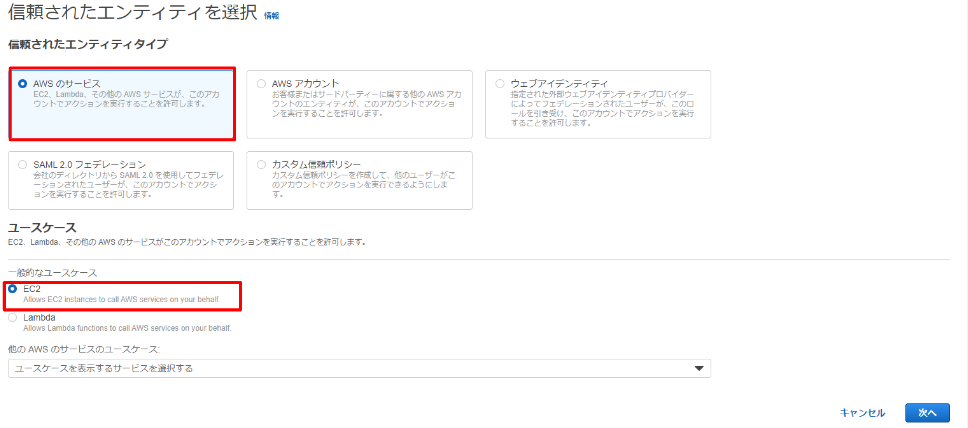 信頼されたエンティティを選択 情報
信頼されたエンティティタイプ
AWS のサービス
EC2、Lambda、その他の AWS サービスが、このアカ
ウントでアクションを実行することを許可します。
AWS アカウント
お客様またはサードパーティーに属する他の AWS アカ
ウントのエンティティが、このアカウントでアクショ
ンを実行することを許可します。
ウェブアイデンティティ
指定された外部ウェブアイデンティティプロバイダー
によってフェデレーションされたユーザーが、このロ
ールを引き受け、このアカウントでアクションを実行
することを許可します。
SAML 2.0 フェデレーション
会社のディレクトリから SAML 2.0 を使用してフェデレ
ーションされたユーザーが、このアカウントでアクシ
ョンを実行することを許可します。
カスタム信頼ポリシー
カスタム信頼ポリシーを作成して、他のユーザーがこ
のアカウントでアクションを実行できるようにしま
す。
ユースケース
EC2、Lambda、その他の AWS のサービスがこのアカウントでアクションを実行することを許可します。
一般的なユースケース
EC2
Allows EC2 instances to call AWS services on your behalf.
Lambda
Allows Lambda functions to call AWS services on your behalf.
他の AWS のサービスのユースケース:
ユースケースを表示するサービスを選択する
キャンセル
次へ